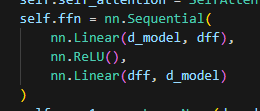 self.ffn = nn.Sequential(
nn.Linear(d_model, dff),
nn.ReLU(),
nn.Linear(dff, d_model)
)